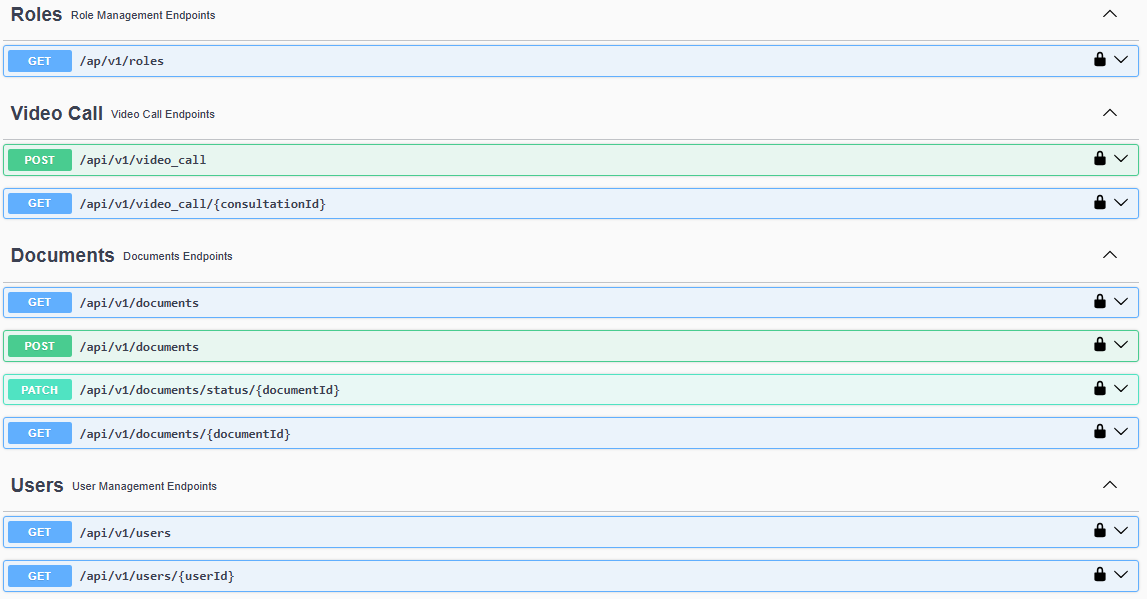 Roles Role Management Endpoints
GET /ap/v1/roles
Video Call Video Call Endpoints
POST /api/v1/video_call
GET /api/v1/video_call/{consultationId}
Documents Documents Endpoints
GET /api/v1/documents
POST /api/v1/documents
PATCH /api/v1/documents/status/{documentId}
GET /api/v1/documents/{documentId}
Users User Management Endpoints
GET /api/v1/users
GET /api/v1/users/{userId}